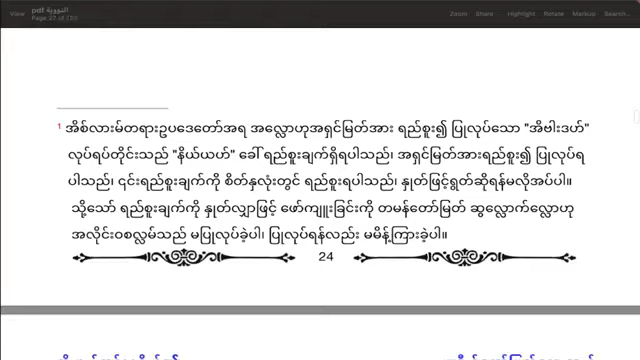 View
النووية pdf
Zoom Share Highlight Rotate Markup Search...
1 အိစ်လာမ်တရားဥပဒေတော်အရ အလ္လောဟုအရှင်မြတ်အား ရည်စူး၍ ပြုလုပ်သော "အိဗါးဒဟ်"
လုပ်ရပ်တိုင်းသည် "နိယ်ယဟ်" ခေါ် ရည်စူးချက်ရှိရပါသည်၊ အရှင်မြတ်အားရည်စူး၍ ပြုလုပ်ရ
ပါသည်၊ ၎င်းရည်စူးချက်ကို စိတ်နှလုံးတွင် ရည်စူးရပါသည်၊ နှုတ်ဖြင့်ရွတ်ဆိုရန်မလိုအပ်ပါ။
သို့သော် ရည်စူးချက်ကို နှုတ်လျှာဖြင့် ဖော်ကျူးခြင်းကို တမန်တော်မြတ် ဆွလ္လောက်လ္လောဟု
အလိုင်းဝစလ္လမ်သည် မပြုလုပ်ခဲ့ပါ၊ ပြုလုပ်ရန်လည်း မမိန့်ကြားခဲ့ပါ။
24